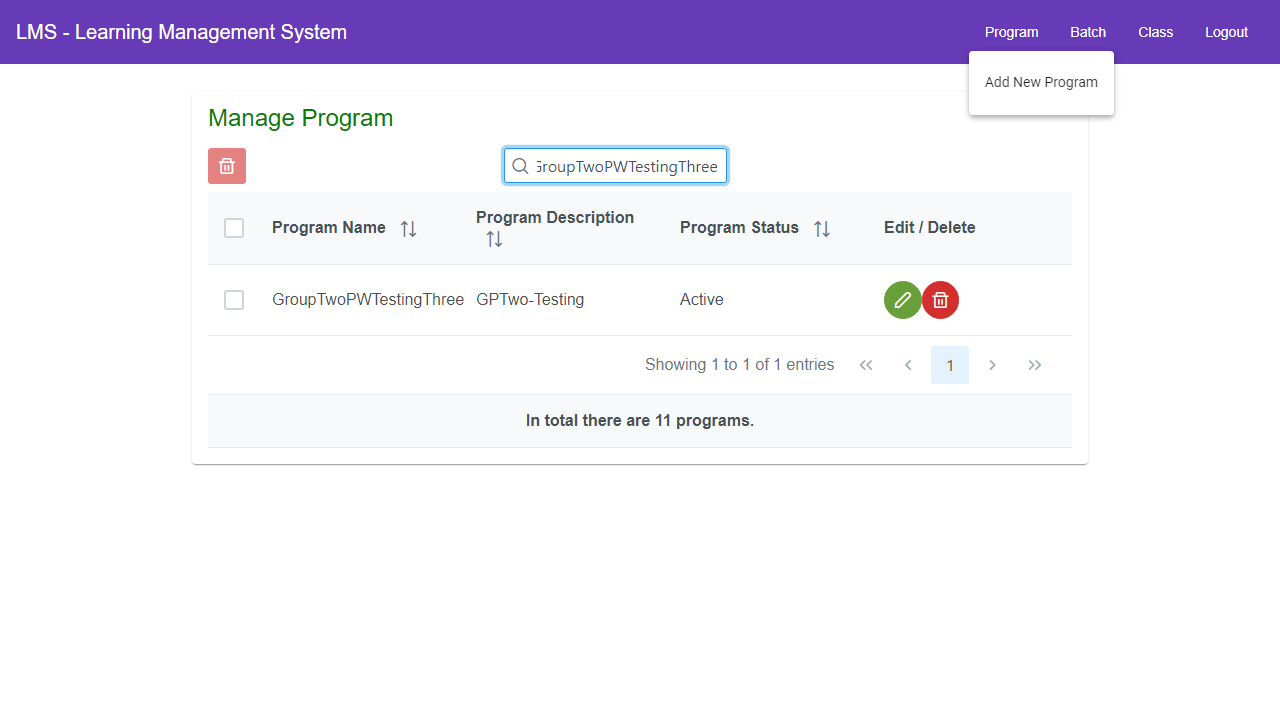 LMS - Learning Management System
Program Batch Class Logout
Add New Program
Manage Program
GroupTwoPWTestingThree
Program Name Program Description Program Status Edit / Delete
GroupTwoPWTestingThree GPTwo-Testing Active
Showing 1 to 1 of 1 entries « ‹ 1 › »
In total there are 11 programs.